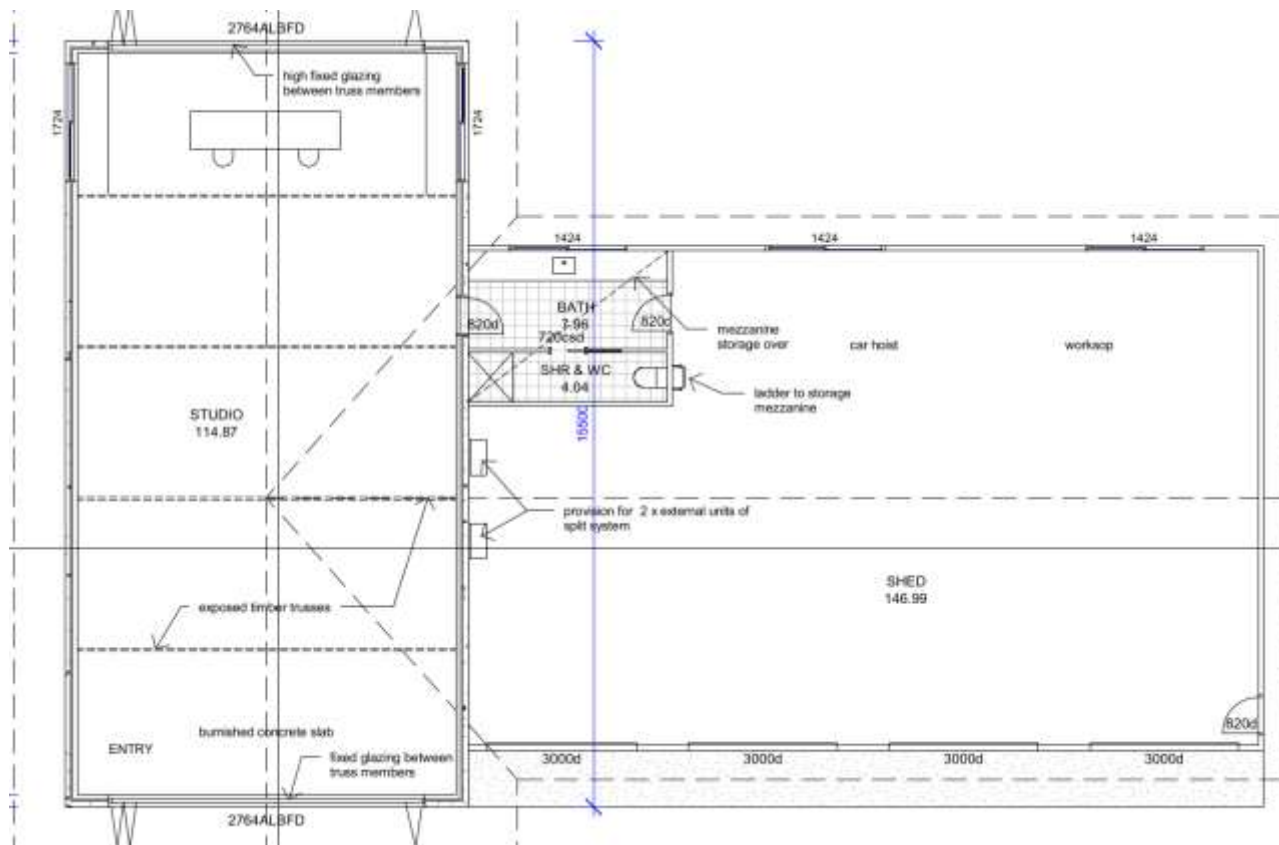 2764ALBFD
high fixed glazing
between truss members
1724
1724
1424
1424
1424
BATH
7.96
820d
820d
720csd
SHR & WC
4.04
mezzanine
storage over
car hoist
worksop
ladder to storage
mezzanine
STUDIO
114.87
15500
provision for 2 x external units of
split system
SHED
146.99
exposed timber trusses
burnished concrete slab
ENTRY
fixed glazing between
truss members
820d
3000d
3000d
3000d
3000d
2764ALBFD